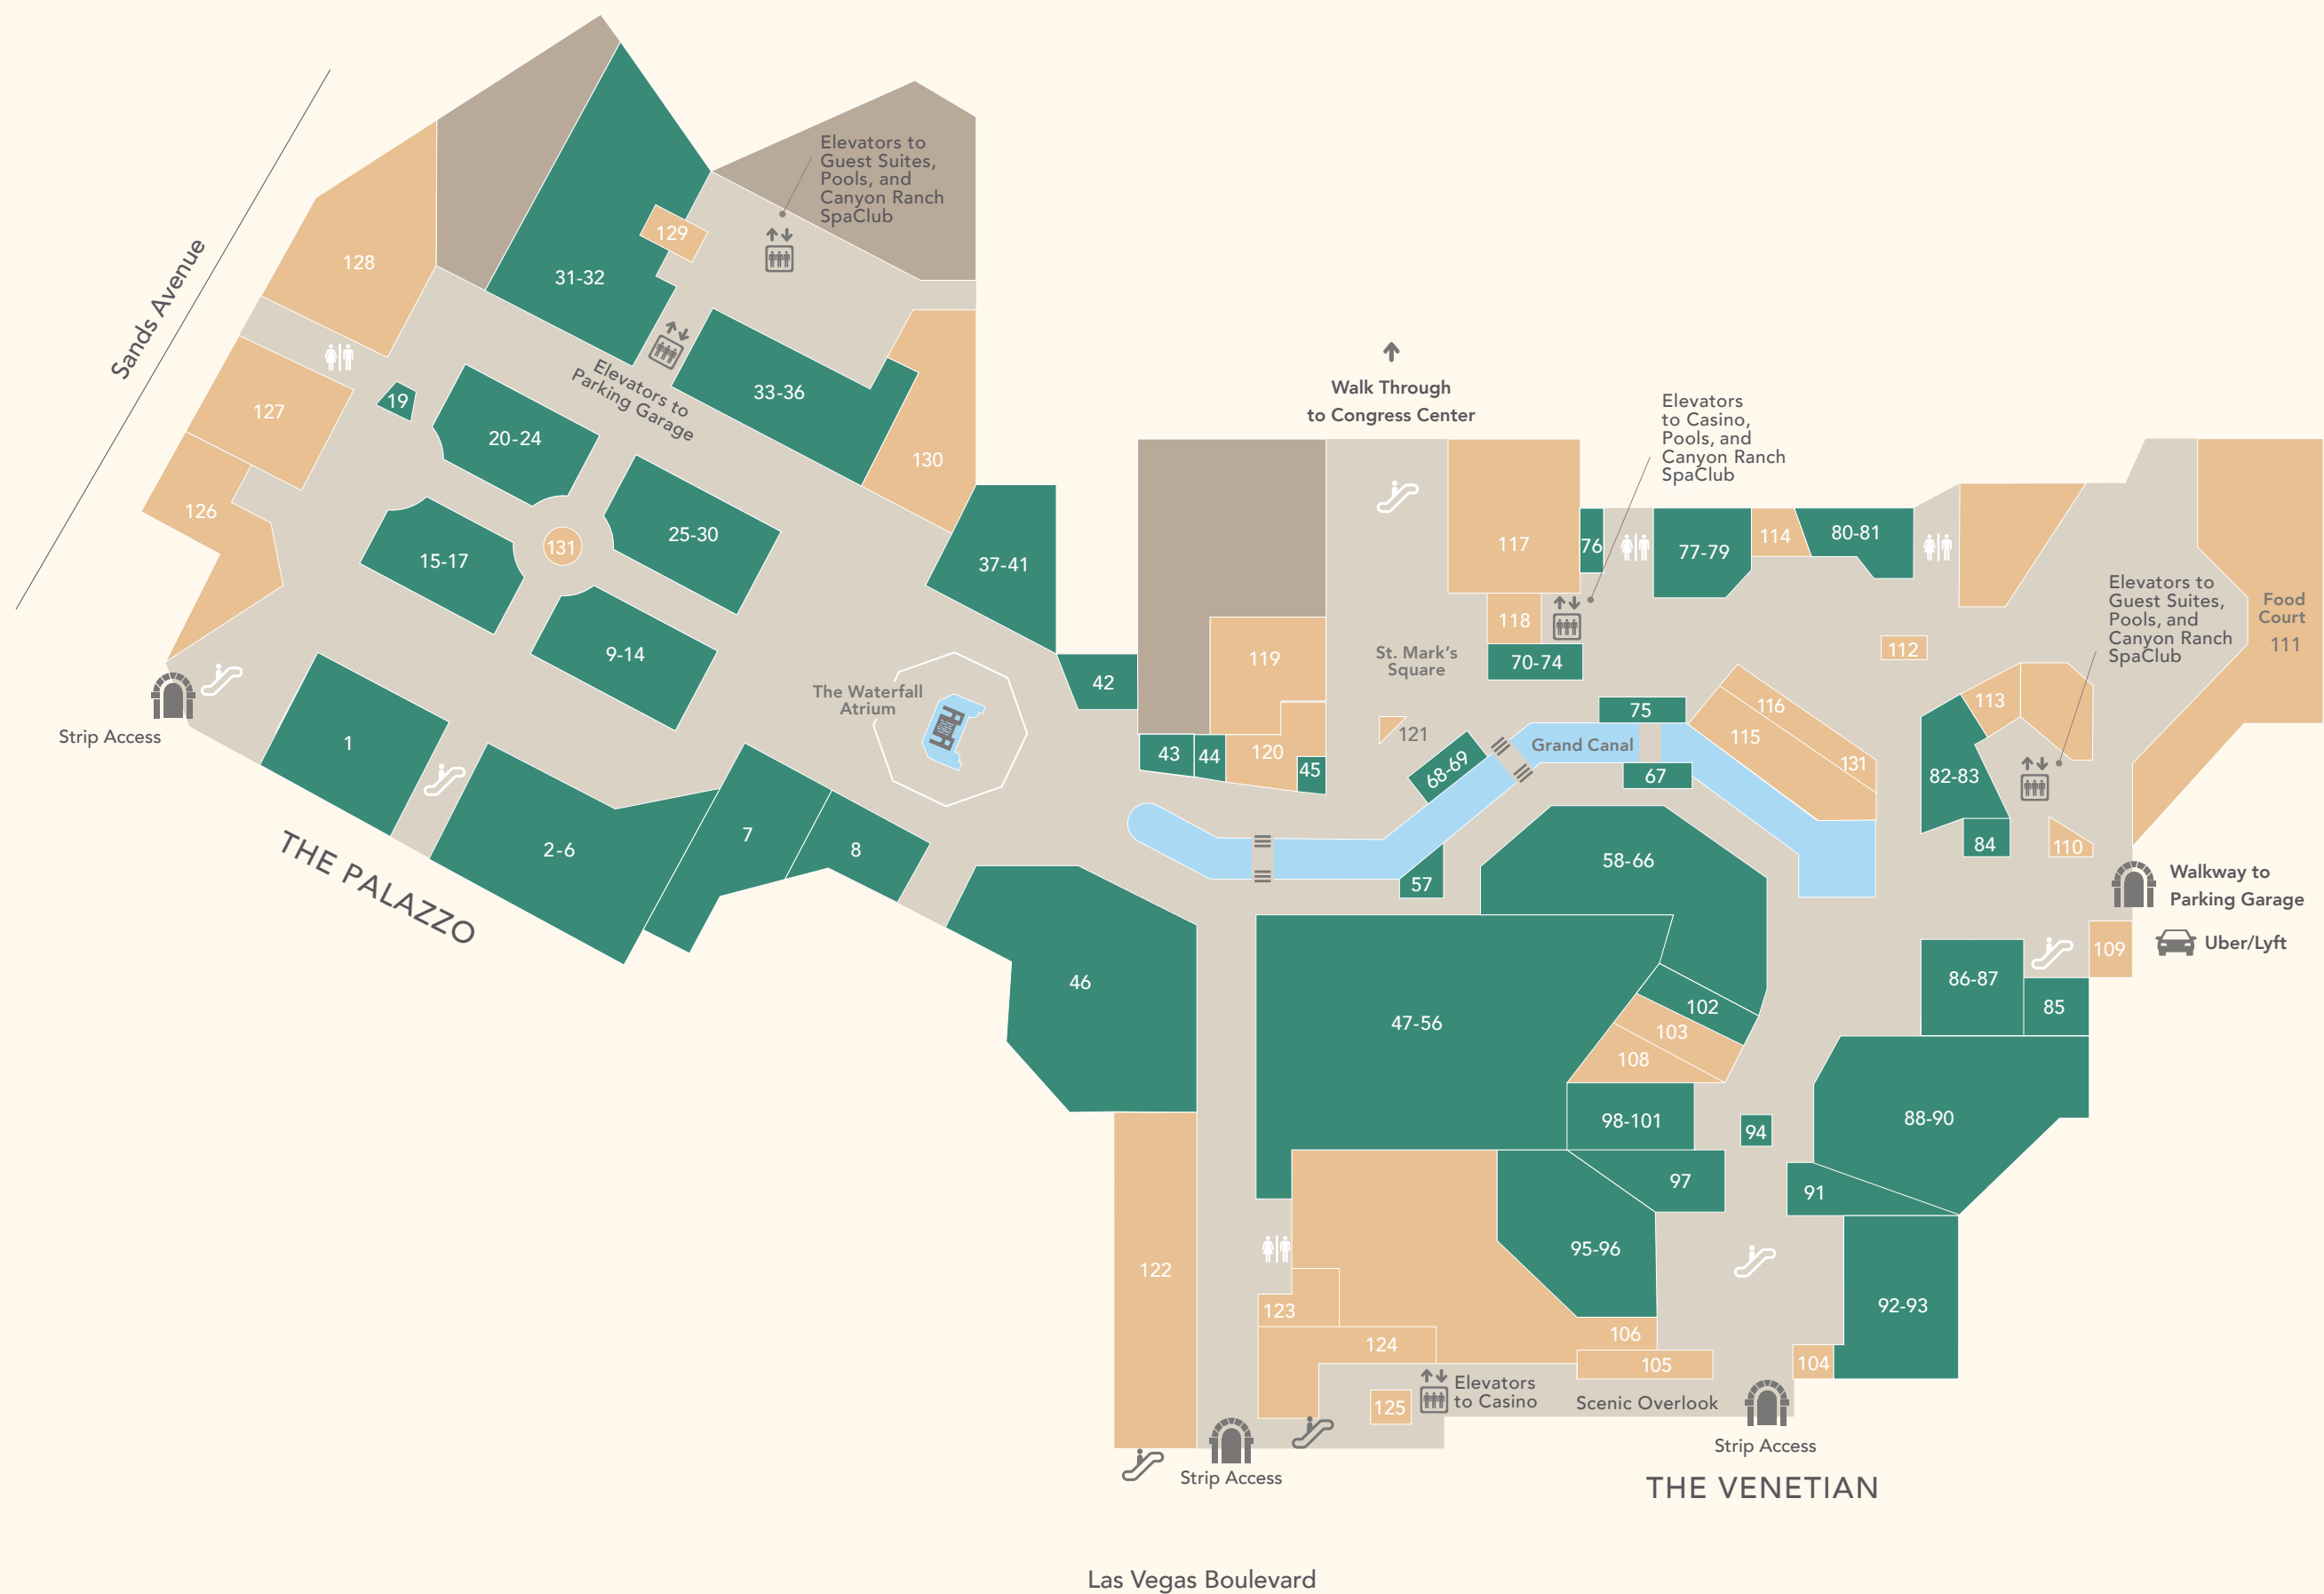 Elevators to
Guest Suites,
Pools, and
Canyon Ranch
SpaClub
Sands Avenue
128
129
31-32
Elevators to
Parking Garage
127
19
20-24
33-36
130
126
15-17
131
25-30
37-41
9-14
The Waterfall
Atrium
42
Strip Access
1
2-6
7
8
THE PALAZZO
46
Walk Through
to Congress Center
Elevators
to Casino,
Pools, and
Canyon Ranch
SpaClub
117
76
77-79
114
80-81
118
70-74
St. Mark's
Square
119
120
43
44
45
121
68-69
Grand Canal
75
67
116
115
131
112
113
82-83
84
110
Elevators to
Guest Suites,
Pools, and
Canyon Ranch
SpaClub
Food
Court
111
57
58-66
47-56
102
103
108
98-101
94
97
95-96
Walkway to
Parking Garage
109
Uber/Lyft
86-87
85
88-90
91
92-93
122
123
124
106
105
104
125
Elevators
to Casino
Scenic Overlook
Strip Access
Strip Access
THE VENETIAN
Las Vegas Boulevard